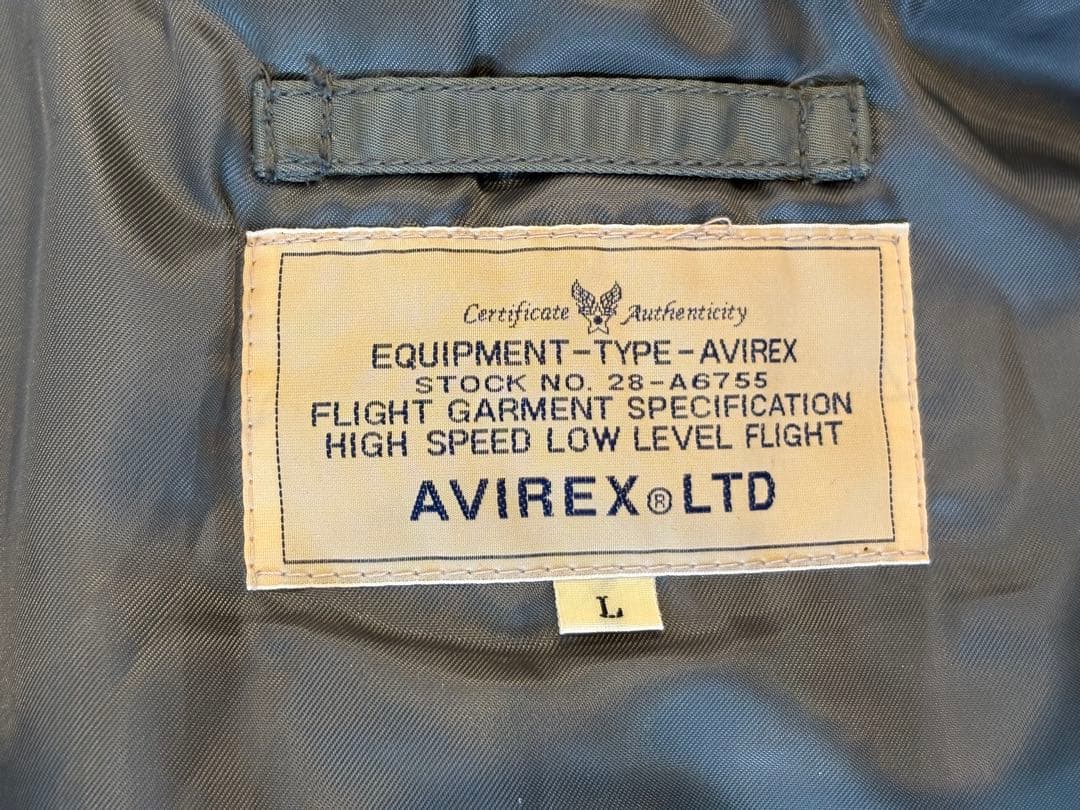 Certificate Authenticity
EQUIPMENT-TYPE-AVIREX
STOCK NO. 28-A6755
FLIGHT GARMENT SPECIFICATION
HIGH SPEED LOW LEVEL FLIGHT
AVIREX®LTD
L